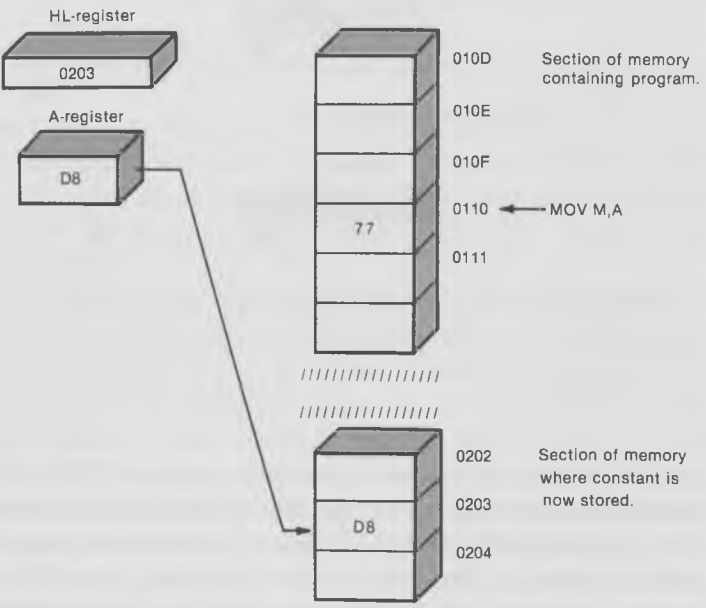 HL-register
0203
A-register
D8
010D
Section of memory
containing program.
010E
010F
0110
MOV M,A
77
0111
0202
Section of memory
where constant is
now stored.
0203
D8
0204